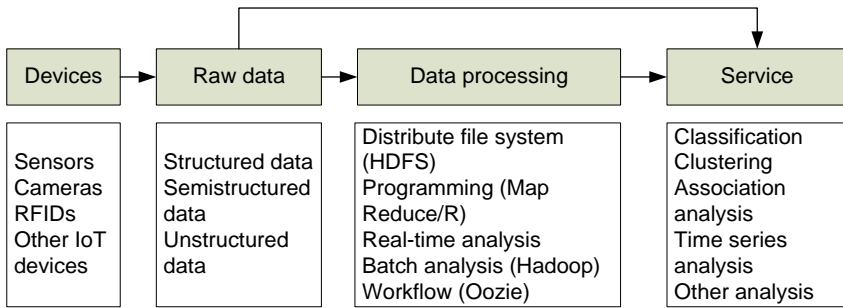 Devices
Raw data
Data processing
Service
Sensors
Cameras
RFIDs
Other IoT
devices
Structured data
Semistructured
data
Unstructured
data
Distribute file system
(HDFS)
Programming (Map
Reduce/R)
Real-time analysis
Batch analysis (Hadoop)
Workflow (Oozie)
Classification
Clustering
Association
analysis
Time series
analysis
Other analysis